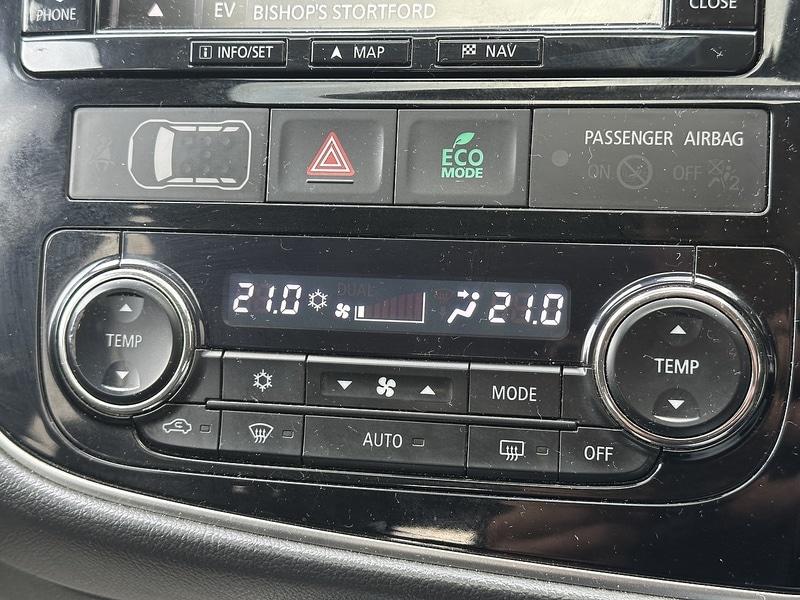 PHONE
EV BISHOP'S STORTFORD
CLOSE
i INFO/SET
MAP
NAV
ECO
MODE
PASSENGER AIRBAG
ON OFF 2
DUAL
21.0 21.0
TEMP
TEMP
MODE
AUTO
OFF